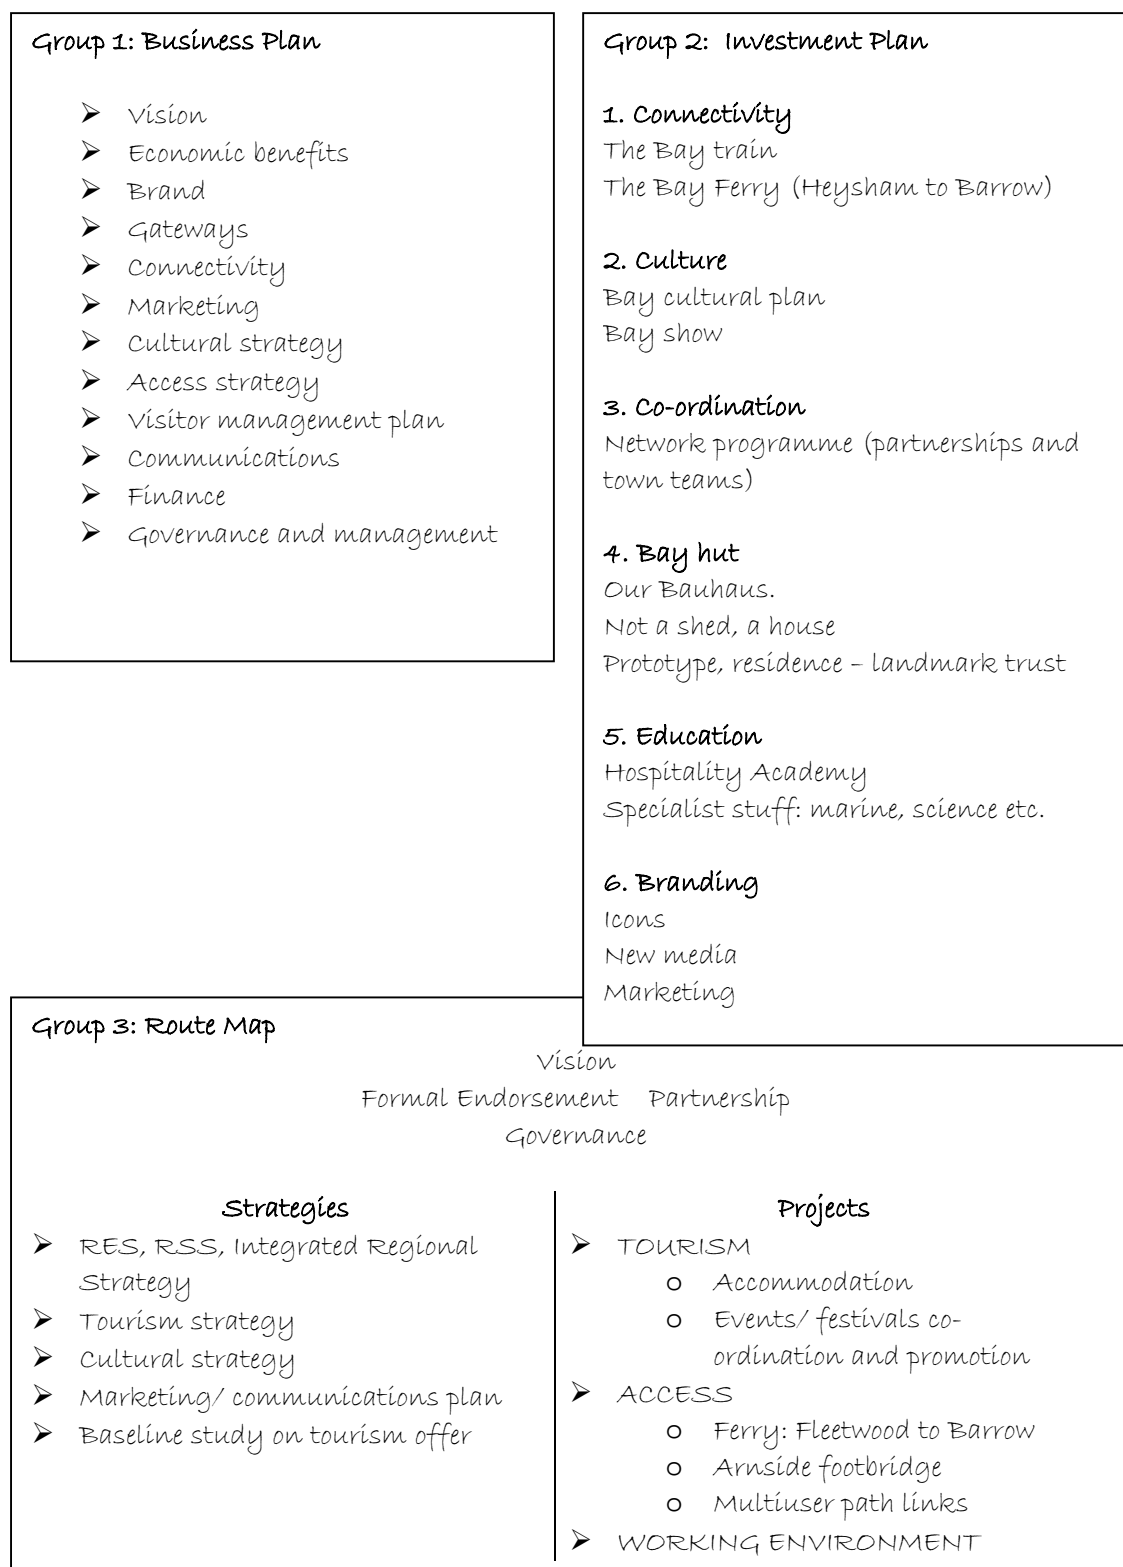 Group 1: Business Plan
➢ Vision
➢ Economic benefits
➢ Brand
➢ Gateways
➢ Connectivity
➢ Marketing
➢ Cultural strategy
➢ Access strategy
➢ Visitor management plan
➢ Communications
➢ Finance
➢ Governance and management
Group 2: Investment Plan
1. Connectivity
The Bay train
The Bay Ferry (Heysham to Barrow)
2. Culture
Bay cultural plan
Bay show
3. Co-ordination
Network programme (partnerships and
town teams)
4. Bay hut
Our Bauhaus.
Not a shed, a house
Prototype, residence – landmark trust
5. Education
Hospitality Academy
Specialist stuff: marine, science etc.
6. Branding
Icons
New media
Marketing
Group 3: Route Map
Vision
Formal Endorsement Partnership
Governance
Strategies
➢ RES, RSS, Integrated Regional
Strategy
➢ Tourism strategy
➢ Cultural strategy
➢ Marketing/ communications plan
➢ Baseline study on tourism offer
Projects
➢ TOURISM
o Accommodation
o Events/ festivals co-
ordination and promotion
➢ ACCESS
o Ferry: Fleetwood to Barrow
o Arnside footbridge
o Multiuser path links
➢ WORKING ENVIRONMENT